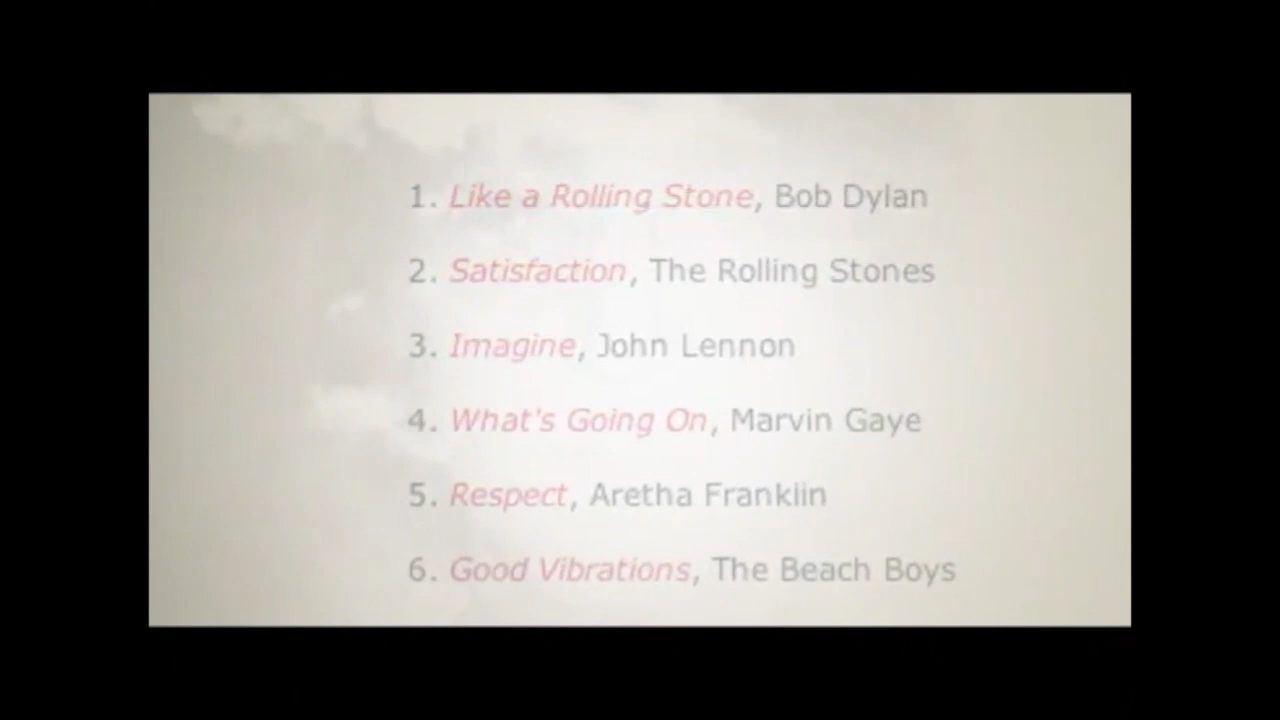 1. Like a Rolling Stone, Bob Dylan
2. Satisfaction, The Rolling Stones
3. Imagine, John Lennon
4. What's Going On, Marvin Gaye
5. Respect, Aretha Franklin
6. Good Vibrations, The Beach Boys